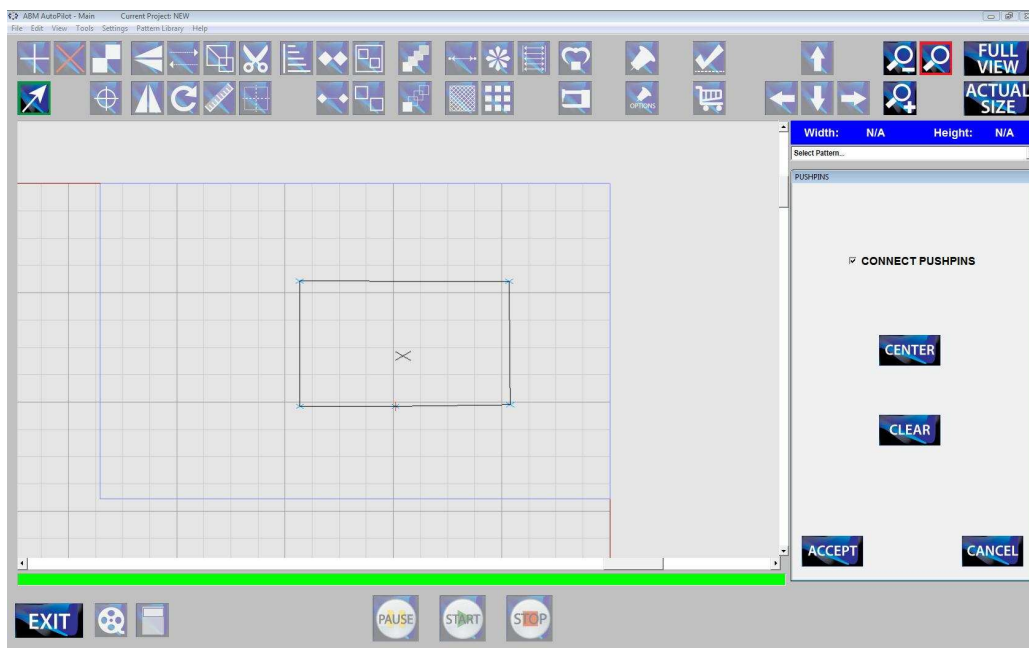 ABM AutoPilot - Main Current Project: NEW
File Edit View Tools Settings Pattern Library Help
FULL VIEW
OPTIONS
ACTUAL SIZE
Width: N/A Height: N/A
Select Pattern...
PUSHPINS
CONNECT PUSHPINS
CENTER
CLEAR
ACCEPT CANCEL
EXIT PAUSE START STOP